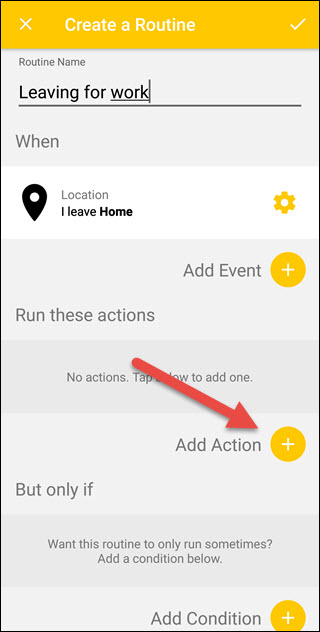 Create a Routine
Routine Name
Leaving for work
When
Location
I leave Home
Add Event
Run these actions
No actions. Tap below to add one.
Add Action
But only if
Want this routine to only run sometimes?
Add a condition below.
Add Condition